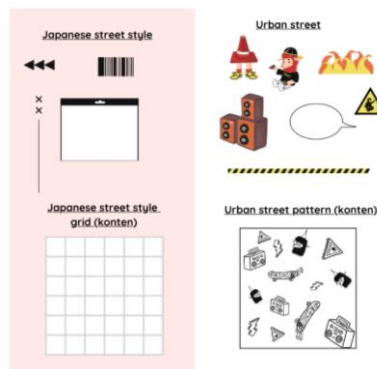 Japanese street style
Urban street
Japanese street style
grid (konten)
Urban street pattern (konten)